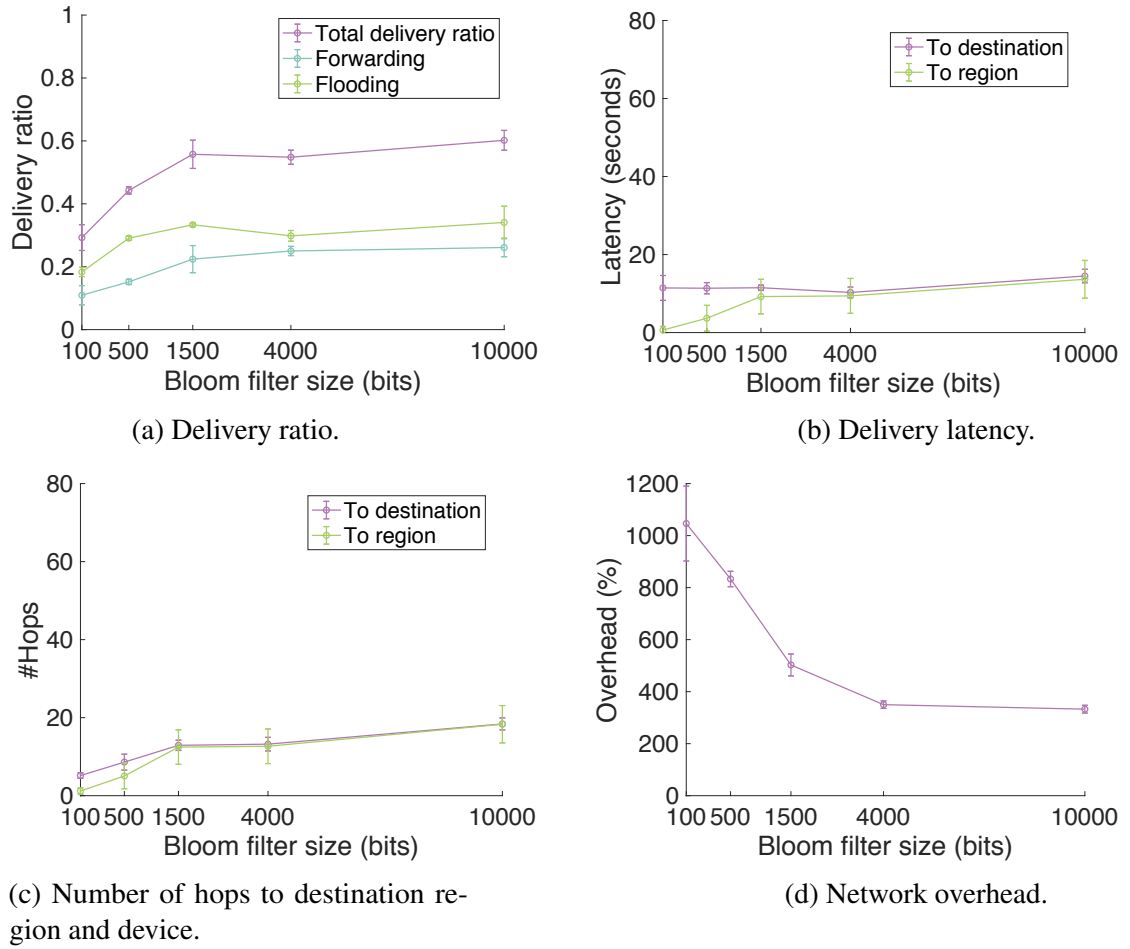 1
0.8
0.6
0.4
0.2
0
Delivery ratio
Total delivery ratio
Forwarding
Flooding
100 500 1500 4000 10000
Bloom filter size (bits)
(a) Delivery ratio.
80
60
40
20
0
Latency (seconds)
To destination
To region
100 500 1500 4000 10000
Bloom filter size (bits)
(b) Delivery latency.
80
60
40
20
0
#Hops
To destination
To region
100 500 1500 4000 10000
Bloom filter size (bits)
(c) Number of hops to destination re-
gion and device.
1200
1000
800
600
400
200
0
Overhead (%)
100 500 1500 4000 10000
Bloom filter size (bits)
(d) Network overhead.